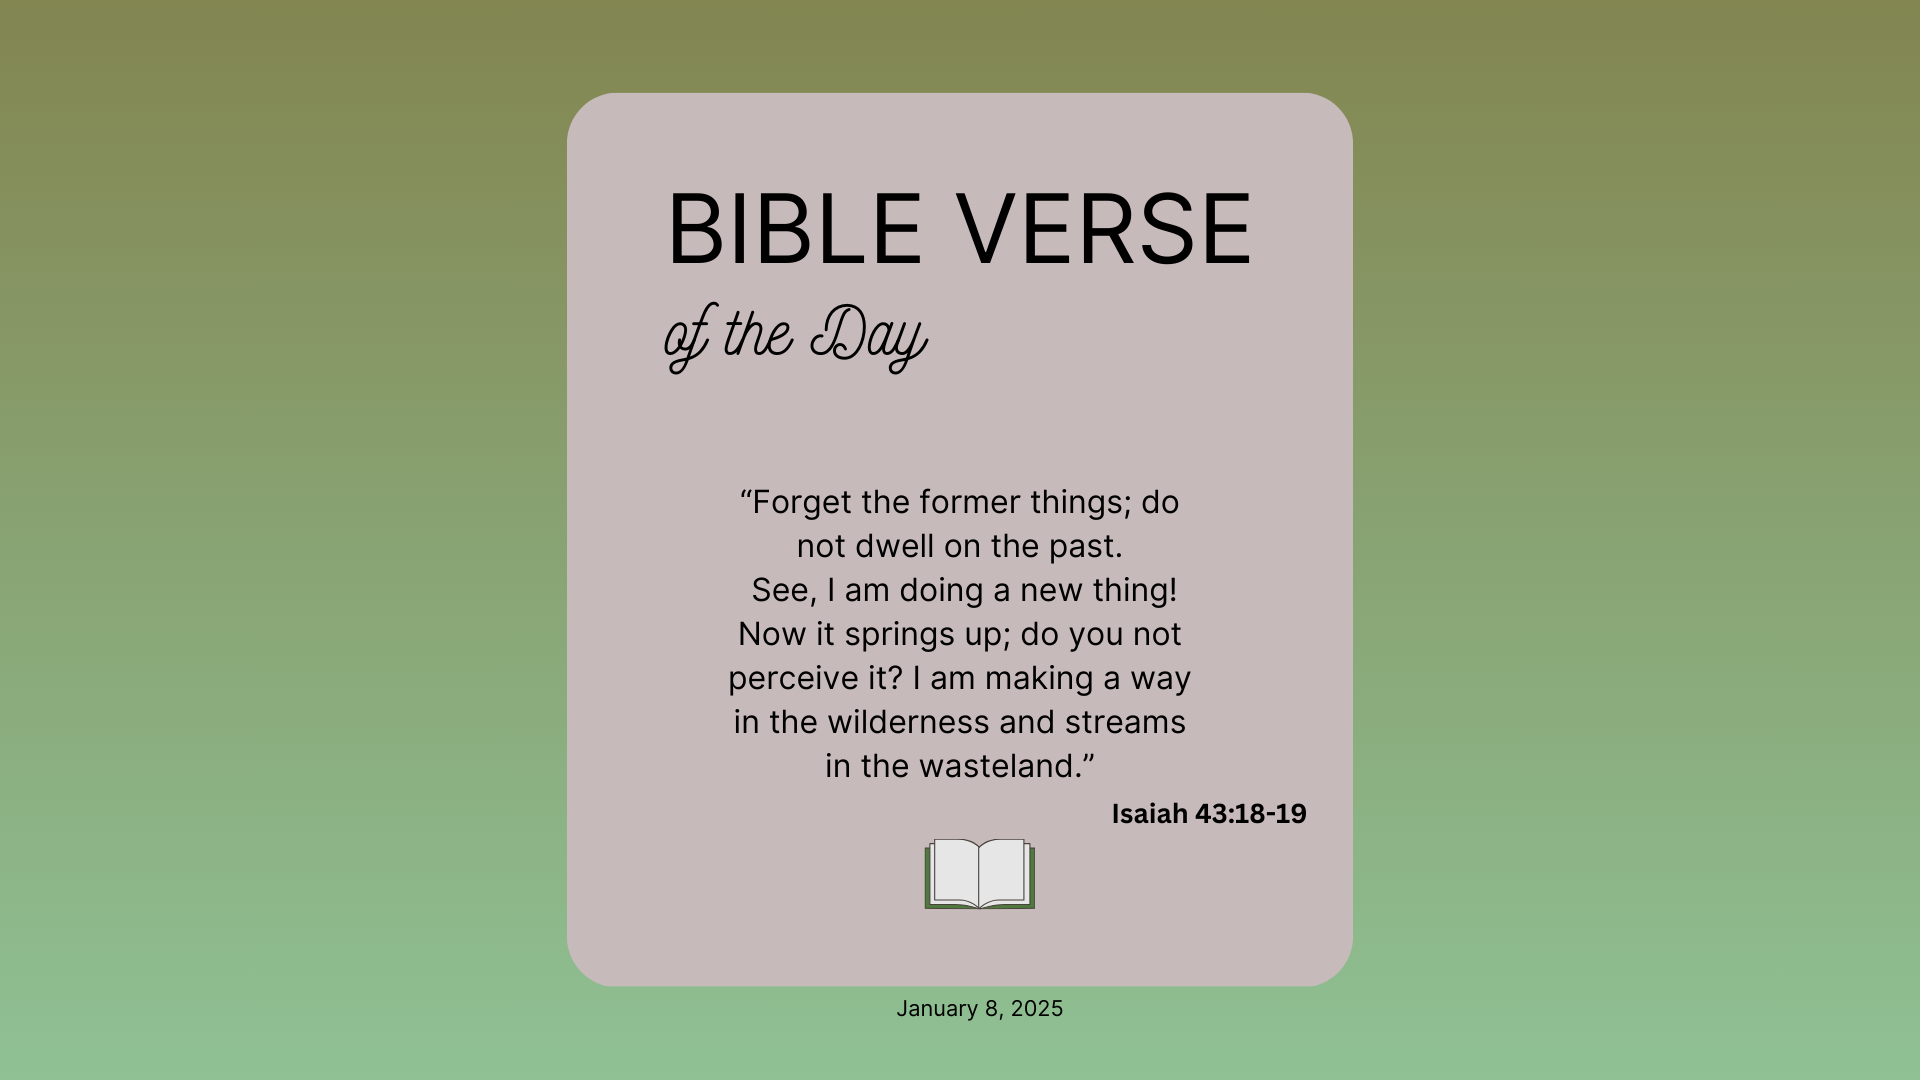 BIBLE VERSE
of the Day
“Forget the former things; do
not dwell on the past.
See, I am doing a new thing!
Now it springs up; do you not
perceive it? I am making a way
in the wilderness and streams
in the wasteland.”
Isaiah 43:18-19
January 8, 2025